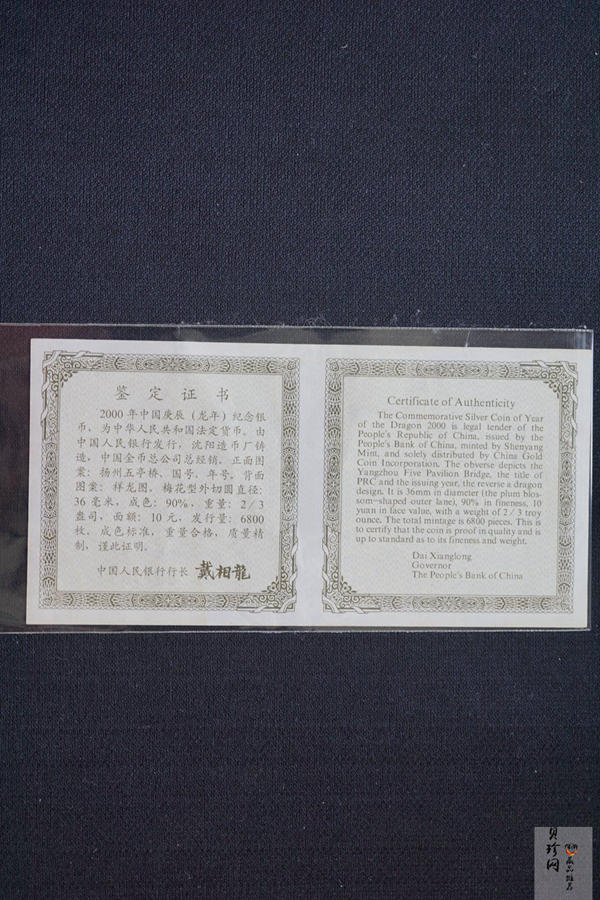 鉴定证书
2000年中国庚辰（龙年）纪念银
币，为中华人民共和国法定货币。由
中国人民银行发行，沈阳造币厂铸
造，中国金币总公司总经销。正面图
案：扬州五亭桥、国号、年号。背面
图案：祥龙图。梅花型外切圆直径：
36毫米，成色：90%，重量：2/3
盎司，面额：10元，发行量：6800
枚。成色标准，重量合格，质量精
制，谨此证明。
中国人民银行行长 戴相龍
Certificate of Authenticity
The Commemorative Silver Coin of Year
of the Dragon 2000 is legal tender of the
People's Republic of China, issued by the
People's Bank of China, minted by Shenyang
Mint, and solely distributed by China Gold
Coin Incorporation. The obverse depicts the
Yangzhou Five Pavilion Bridge, the title of
PRC and the issuing year, the reverse a dragon
design. It is 36mm in diameter (the plum blos-
som-shaped outer lane), 90% in fineness, 10
yuan in face value, with a weight of 2/3 troy
ounce. The total mintage is 6800 pieces. This is
to certify that the coin is proof in quality and is
up to standard as to its fineness and weight.
Dai Xianglong
Governor
The People's Bank of China
贝珍网
藏品推荐